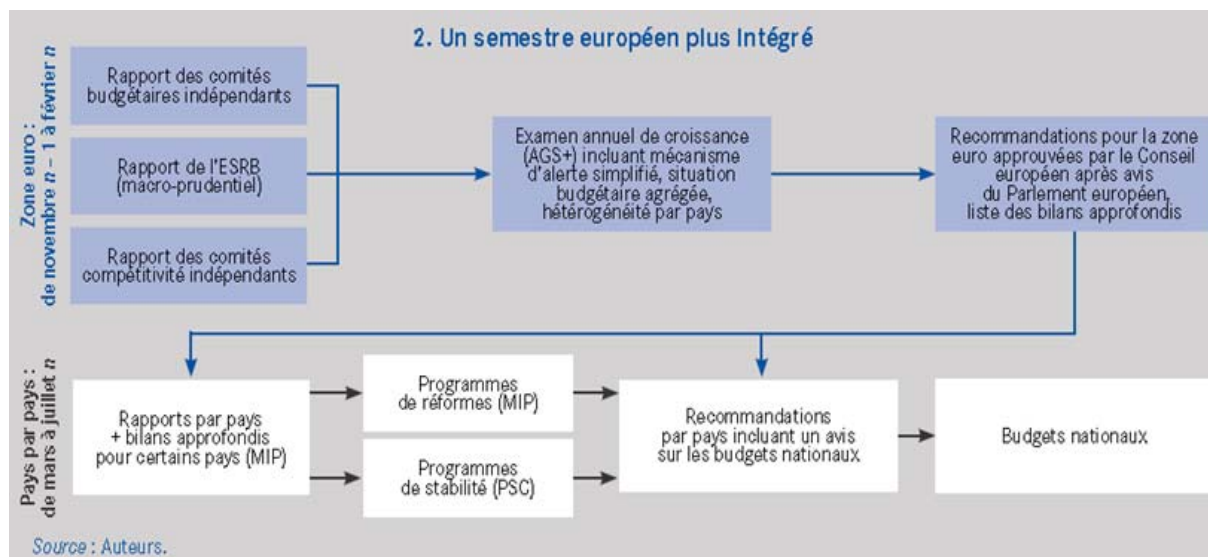 2. Un semestre européen plus Intégré
Zone euro :
de novembre n – 1 à février n
Rapport des comités
budgétaires indépendants
Rapport de l'ESRB
(macro-prudentiel)
Rapport des comités
compétitivité indépendants
Examen annuel de croissance
(AGS+) incluant mécanisme
d'alerte simplifié, situation
budgétaire agrégée,
hétérogénéité par pays
Recommandations pour la zone
euro approuvées par le Conseil
européen après avis
du Parlement européen,
liste des bilans approfondis
Pays par pays :
de mars à juillet n
Rapports par pays
+ bilans approfondis
pour certains pays (MIP)
Programmes
de réformes (MIP)
Programmes
de stabilité (PSC)
Recommandations
par pays incluant un avis
sur les budgets nationaux
Budgets nationaux
Source : Auteurs.